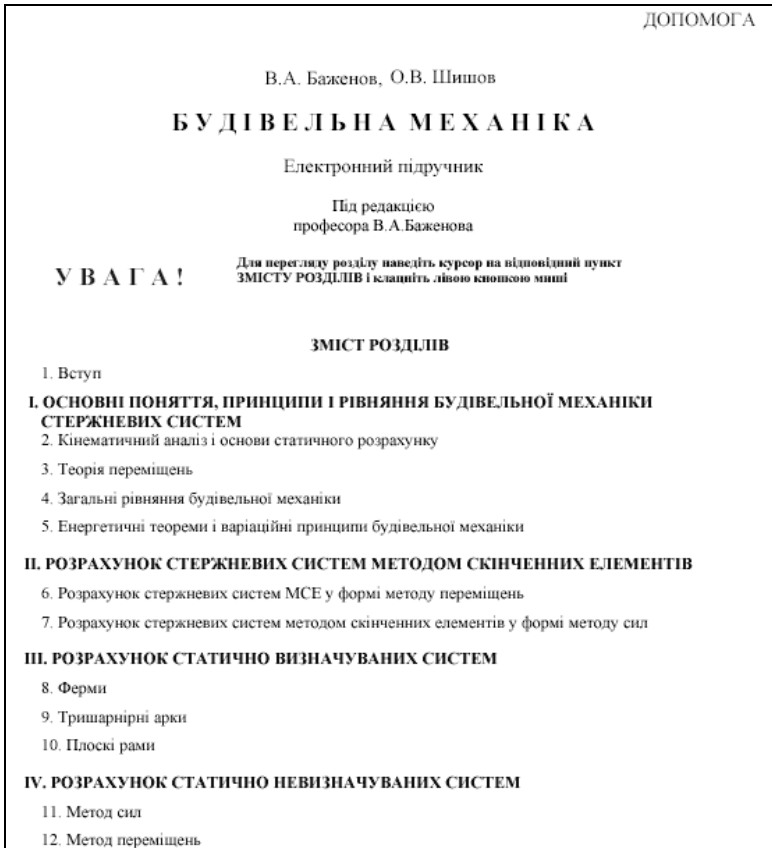 ДОПОМОГА
В.А. Баженов, О.В. Шишов
БУДІВЕЛЬНА МЕХАНІКА
Електронний підручник
Під редакцією
професора В.А.Баженова
УВАГА!
Для перегляду розділу наведіть курсор на відповідний пункт
ЗМІСТУ РОЗДІЛІВ і клацніть лівою кнопкою миші
ЗМІСТ РОЗДІЛІВ
1. Вступ
I. ОСНОВНІ ПОНЯТТЯ, ПРИНЦИПИ І РІВНЯННЯ БУДІВЕЛЬНОЇ МЕХАНІКИ
СТЕРЖНЕВИХ СИСТЕМ
2. Кінематичний аналіз і основи статичного розрахунку
3. Теорія переміщень
4. Загальні рівняння будівельної механіки
5. Енергетичні теореми і варіаційні принципи будівельної механіки
II. РОЗРАХУНОК СТЕРЖНЕВИХ СИСТЕМ МЕТОДОМ СКІНЧЕННИХ ЕЛЕМЕНТІВ
6. Розрахунок стержневих систем МСЕ у формі методу переміщень
7. Розрахунок стержневих систем методом скінченних елементів у формі методу сил
III. РОЗРАХУНОК СТАТИЧНО ВИЗНАЧУВАНИХ СИСТЕМ
8. Ферми
9. Тришарнірні арки
10. Плоскі рами
IV. РОЗРАХУНОК СТАТИЧНО НЕВИЗНАЧУВАНИХ СИСТЕМ
11. Метод сил
12. Метод переміщень